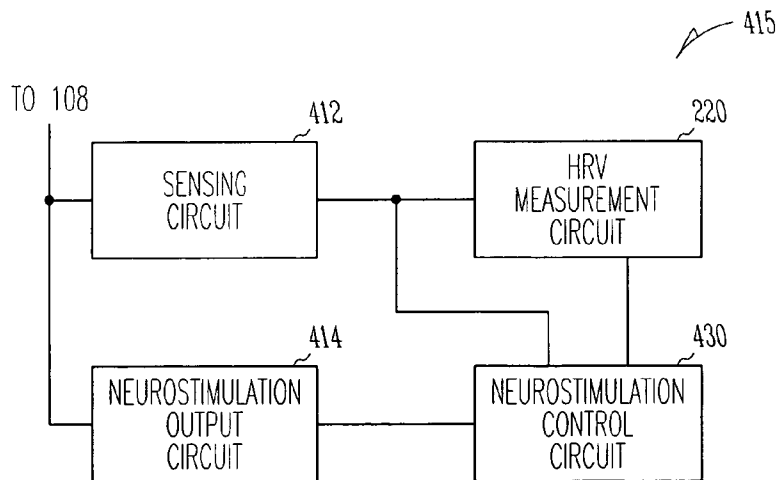 415
TO 108
412
220
SENSING
CIRCUIT
HRV
MEASUREMENT
CIRCUIT
414
430
NEUROSTIMULATION
OUTPUT
CIRCUIT
NEUROSTIMULATION
CONTROL
CIRCUIT